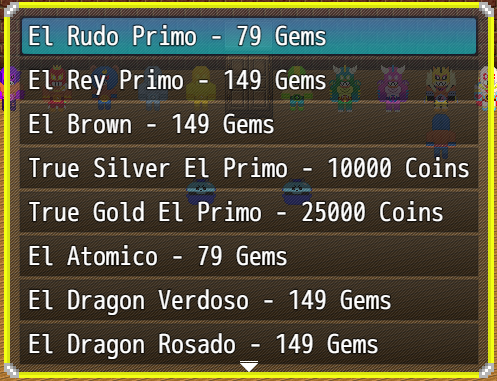 El Rudo Primo - 79 Gems
El Rey Primo - 149 Gems
El Brown - 149 Gems
True Silver El Primo - 10000 Coins
True Gold El Primo - 25000 Coins
El Atomico - 79 Gems
El Dragon Verdoso - 149 Gems
El Dragon Rosado - 149 Gems